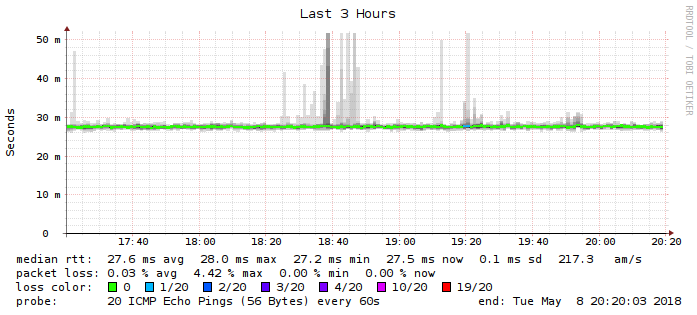 Last 3 Hours
RRDTOOL / TOBI OETIKER
Seconds
50 m
40 m
30 m
20 m
10 m
0
17:40 18:00 18:20 18:40 19:00 19:20 19:40 20:00 20:20
median rtt: 27.6 ms avg 28.0 ms max 27.2 ms min 27.5 ms now 0.1 ms sd 217.3 am/s
packet loss: 0.03 % avg 4.42 % max 0.00 % min 0.00 % now
loss color: 0 1/20 2/20 3/20 4/20 10/20 19/20
probe: 20 ICMP Echo Pings (56 Bytes) every 60s end: Tue May 8 20:20:03 2018